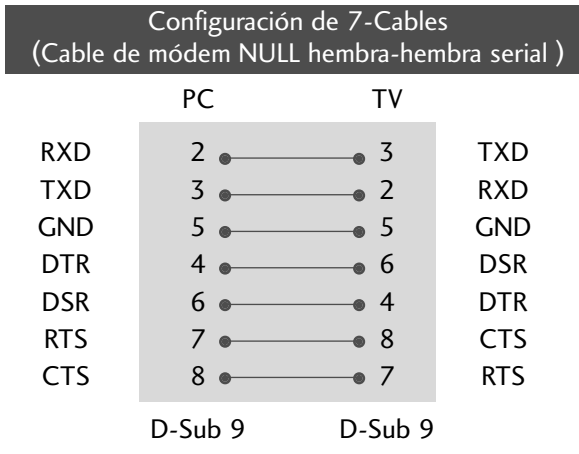 Configuración de 7-Cables
(Cable de módem NULL hembra-hembra serial )
PC TV
RXD 2 3 TXD
TXD 3 2 RXD
GND 5 5 GND
DTR 4 6 DSR
DSR 6 4 DTR
RTS 7 8 CTS
CTS 8 7 RTS
D-Sub 9 D-Sub 9